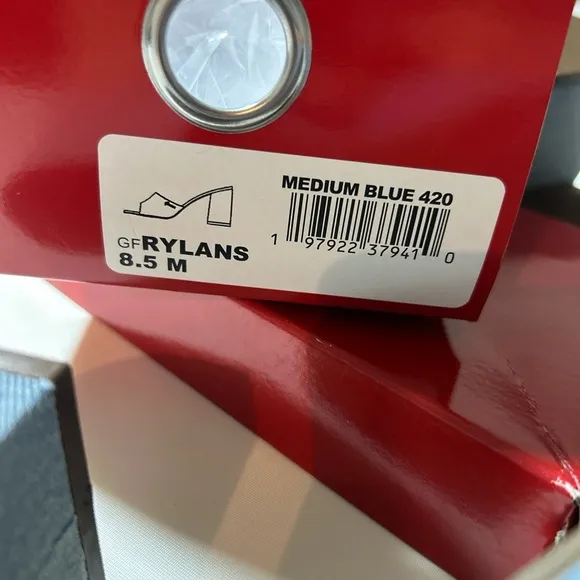 MEDIUM BLUE 420
1 97922 37941 0
GFRYLANS
8.5 M